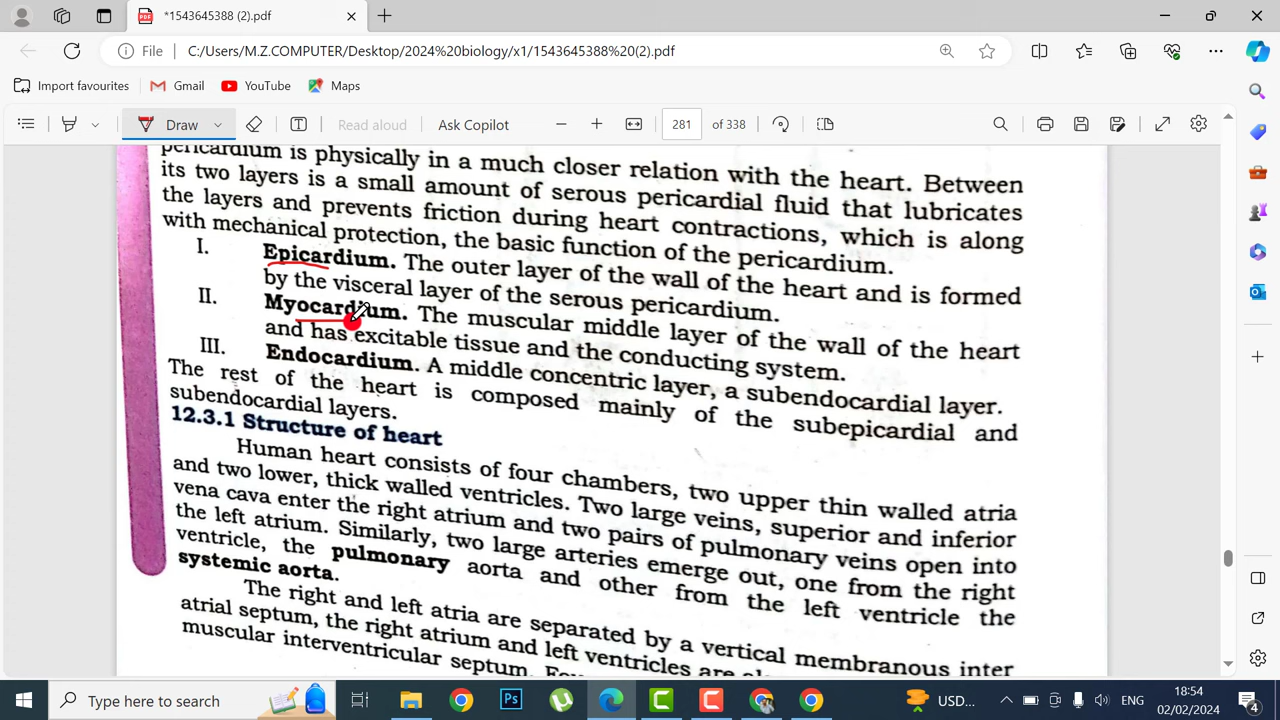 *1543645388 (2).pdf
File C:/Users/M.Z.COMPUTER/Desktop/2024%20biology/x1/1543645388%20(2).pdf
Import favourites Gmail YouTube Maps
Draw Read aloud Ask Copilot 281 of 338
pericardium is physically in a much closer relation with the heart. Between
its two layers is a small amount of serous pericardial fluid that lubricates
the layers and prevents friction during heart contractions, which is along
with mechanical protection, the basic function of the pericardium.
I. Epicardium. The outer layer of the wall of the heart and is formed
by the visceral layer of the serous pericardium.
II. Myocardium. The muscular middle layer of the wall of the heart
and has excitable tissue and the conducting system.
III. Endocardium. A middle concentric layer, a subendocardial layer.
The rest of the heart is composed mainly of the subepicardial and
subendocardial layers.
12.3.1 Structure of heart
Human heart consists of four chambers, two upper thin walled atria
and two lower, thick walled ventricles. Two large veins, superior and inferior
vena cava enter the right atrium and two pairs of pulmonary veins open into
the left atrium. Similarly, two large arteries emerge out, one from the right
ventricle, the pulmonary aorta and other from the left ventricle the
systemic aorta.
The right and left atria are separated by a vertical membranous inter
atrial septum, the right atrium and left ventricles are
muscular interventricular septum.
Type here to search
Ps
C
C
USD...
ENG
18:54
02/02/2024
4